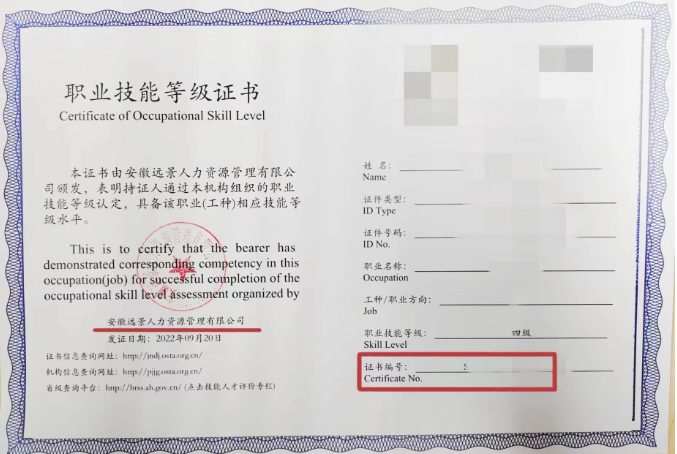 职业技能等级证书
Certificate of Occupational Skill Level
本证书由安徽远景人力资源管理有限公
司颁发，表明持证人通过本机构组织的职业
技能等级认定，具备该职业(工种)相应技能等
级水平。
This is to certify that the bearer has
demonstrated corresponding competency in this
occupation(job) for successful completion of the
occupational skill level assessment organized by
安徽远景人力资源管理有限公司
发证日期：2022年09月20日
证书信息查询网址：http://jndj.osta.org.cn/
机构信息查询网址：http://pjjg.osta.org.cn/
省级查询平台：http://hrss.ah.gov.cn/ (点击技能人才评价专栏)
姓 名：
Name
证件类型：
ID Type
证件号码：
ID No.
职业名称：
Occupation
工种/职业方向：
Job
职业技能等级： 四级
Skill Level
证书编号： S
Certificate No.